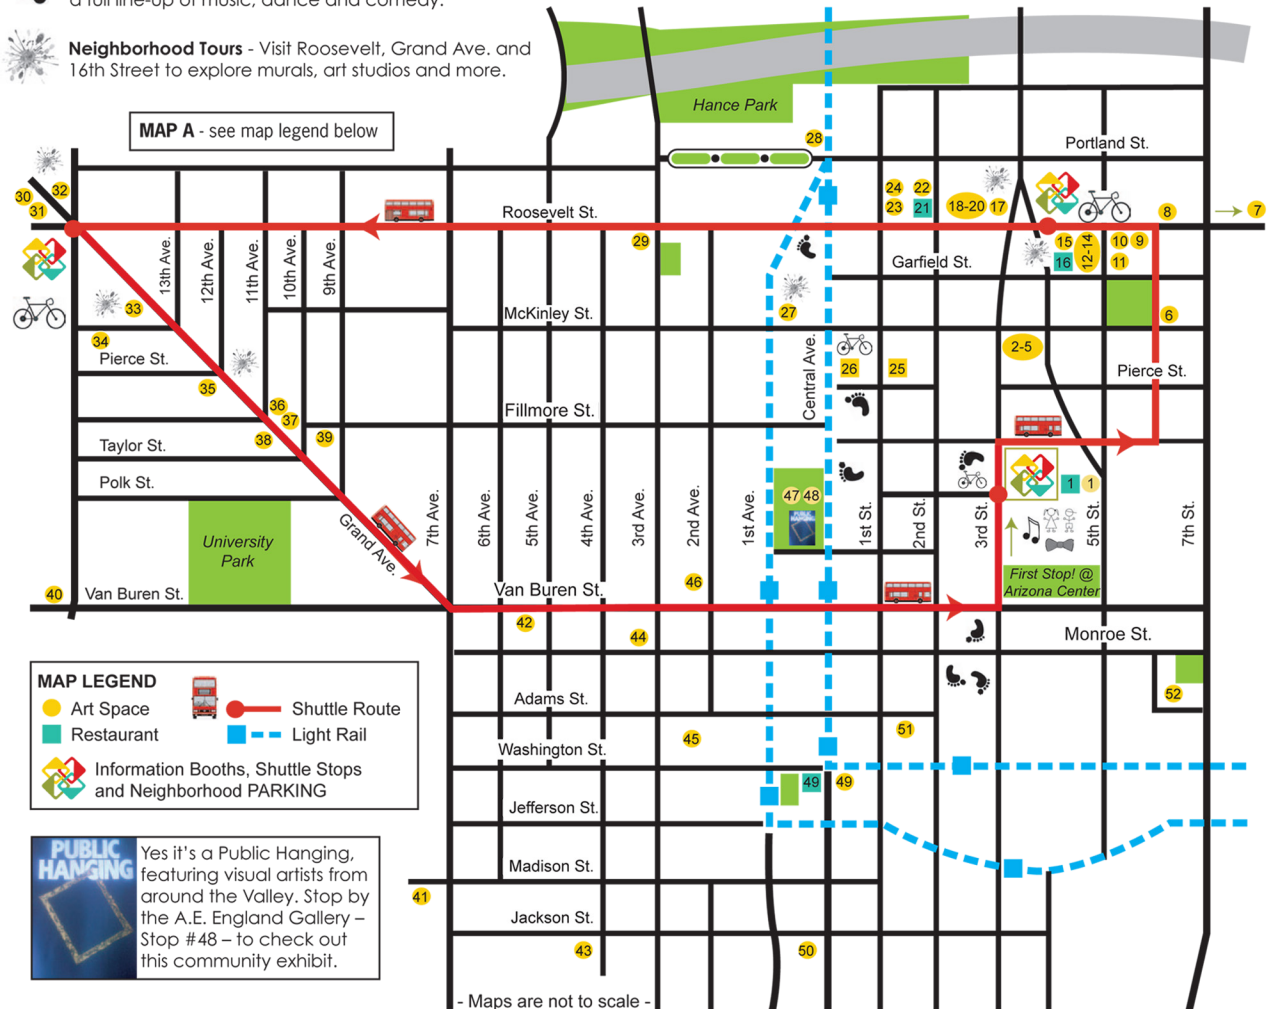 a full line-up of music, dance and comedy.
Neighborhood Tours - Visit Roosevelt, Grand Ave. and
16th Street to explore murals, art studios and more.
MAP A - see map legend below
Hance Park
28
Portland St.
30
32
31
24
22
23
21
18-20
17
8
7
Roosevelt St.
29
15
16
12-14
10
9
11
Garfield St.
13th Ave.
12th Ave.
11th Ave.
10th Ave.
9th Ave.
33
27
McKinley St.
6
34
Pierce St.
Central Ave.
26
25
2-5
Pierce St.
35
36
37
38
39
Fillmore St.
Taylor St.
Polk St.
47
48
PUBLIC
HANGING
1
1
University
Park
Grand Ave.
7th Ave.
6th Ave.
5th Ave.
4th Ave.
3rd Ave.
2nd Ave.
1st Ave.
1st St.
2nd St.
3rd St.
5th St.
7th St.
First Stop! @
Arizona Center
40
Van Buren St.
Van Buren St.
46
42
44
Monroe St.
52
Adams St.
45
51
Washington St.
49
49
Jefferson St.
Madison St.
41
Jackson St.
43
50
MAP LEGEND
Art Space
Shuttle Route
Restaurant
Light Rail
Information Booths, Shuttle Stops
and Neighborhood PARKING
PUBLIC
HANGING
Yes it's a Public Hanging,
featuring visual artists from
around the Valley. Stop by
the A.E. England Gallery –
Stop #48 – to check out
this community exhibit.
- Maps are not to scale -